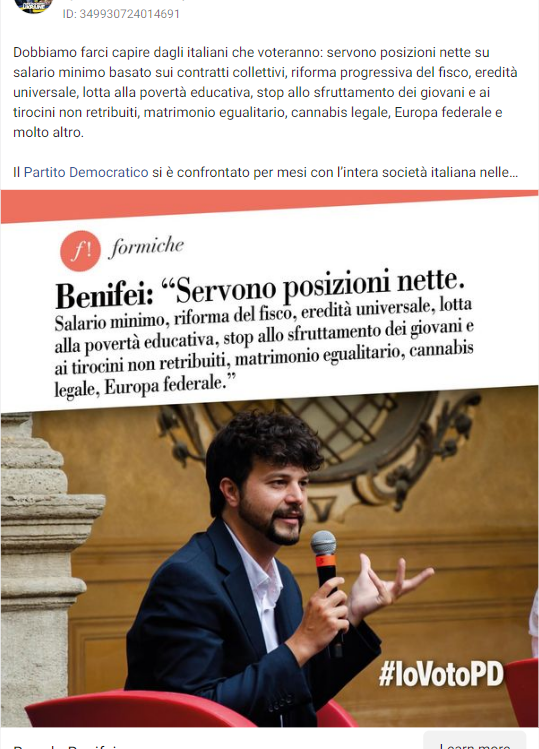 ID: 349930724014691
Dobbiamo farci capire dagli italiani che voteranno: servono posizioni nette su
salario minimo basato sui contratti collettivi, riforma progressiva del fisco, eredità
universale, lotta alla povertà educativa, stop allo sfruttamento dei giovani e ai
tirocini non retribuiti, matrimonio egualitario, cannabis legale, Europa federale e
molto altro.
Il Partito Democratico si è confrontato per mesi con l'intera società italiana nelle...
f! formiche
Benifei: “Servono posizioni nette.
Salario minimo, riforma del fisco, eredità universale, lotta
alla povertà educativa, stop allo sfruttamento dei giovani e
ai tirocini non retribuiti, matrimonio egualitario, cannabis
legale, Europa federale.”
#IoVotoPD